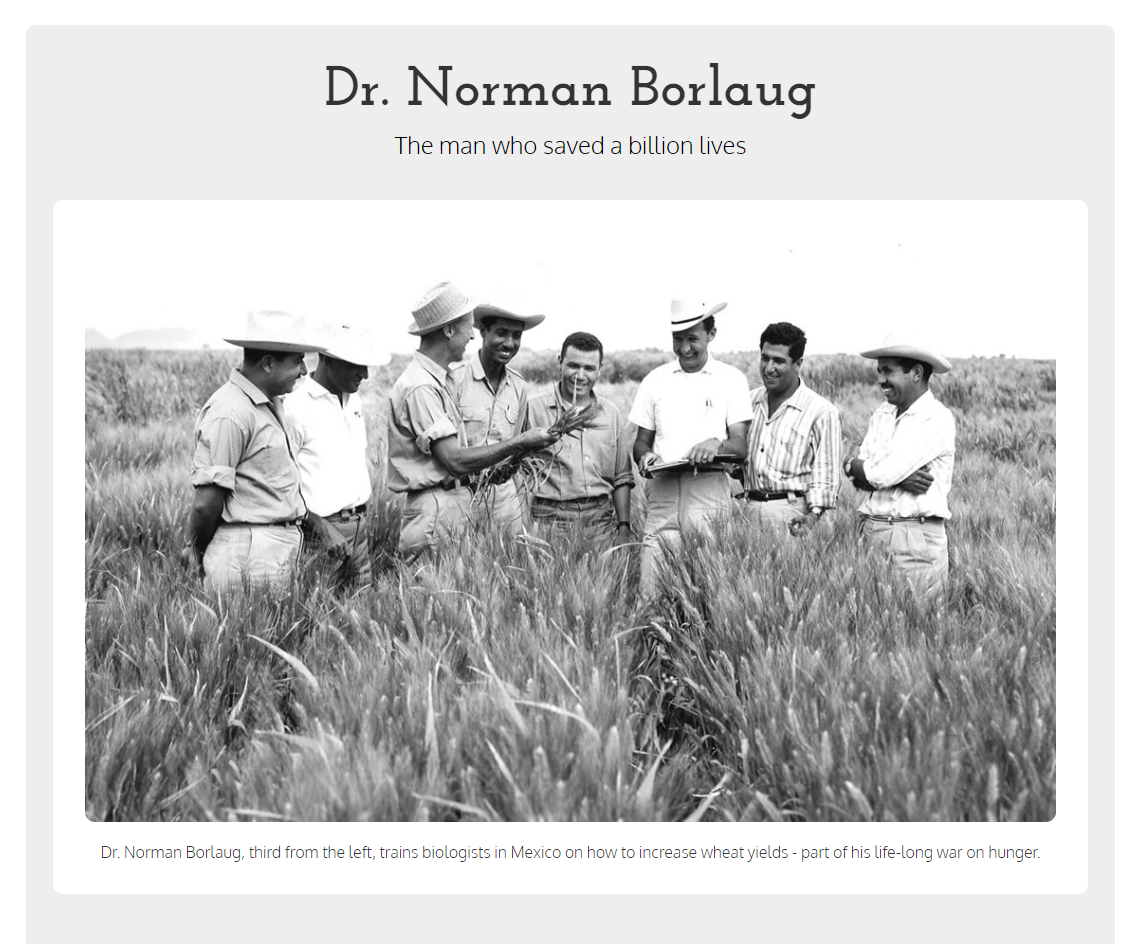 Dr. Norman Borlaug
The man who saved a billion lives
Dr. Norman Borlaug, third from the left, trains biologists in Mexico on how to increase wheat yields - part of his life-long war on hunger.